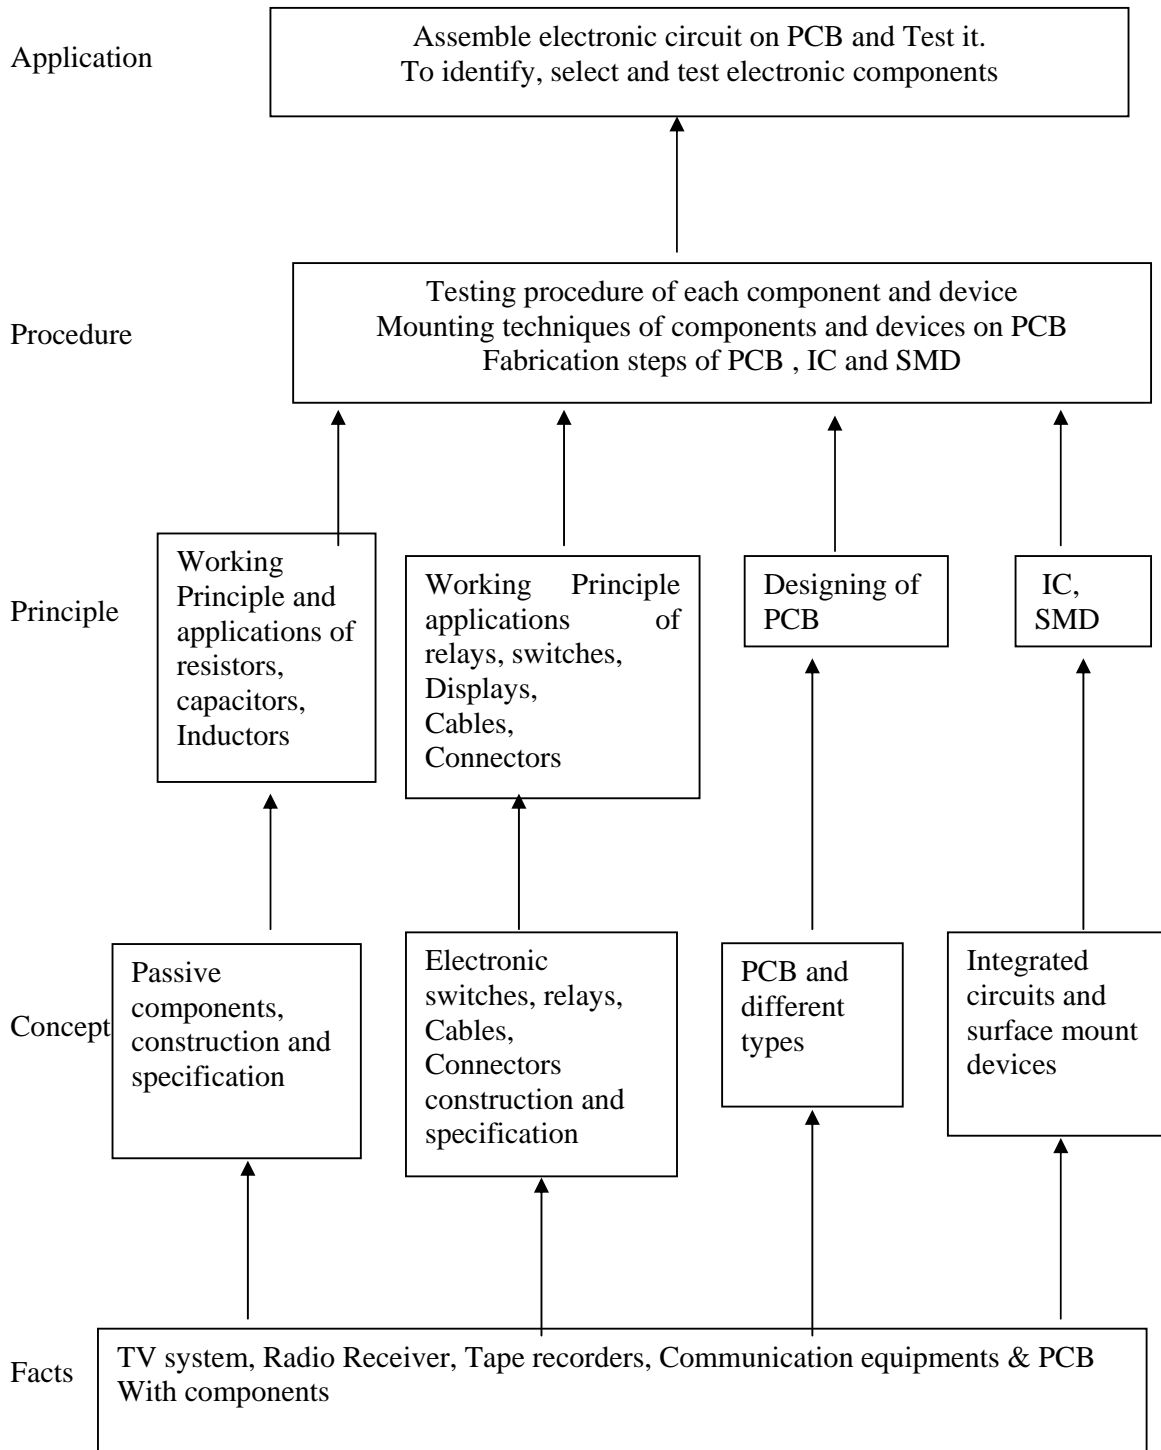 Application
Assemble electronic circuit on PCB and Test it.
To identify, select and test electronic components
Procedure
Testing procedure of each component and device
Mounting techniques of components and devices on PCB
Fabrication steps of PCB , IC and SMD
Principle
Working
Principle and
applications of
resistors,
capacitors,
Inductors
Working Principle
applications of
relays, switches,
Displays,
Cables,
Connectors
Designing of
PCB
IC,
SMD
Concept
Passive
components,
construction and
specification
Electronic
switches, relays,
Cables,
Connectors
construction and
specification
PCB and
different
types
Integrated
circuits and
surface mount
devices
Facts
TV system, Radio Receiver, Tape recorders, Communication equipments & PCB
With components